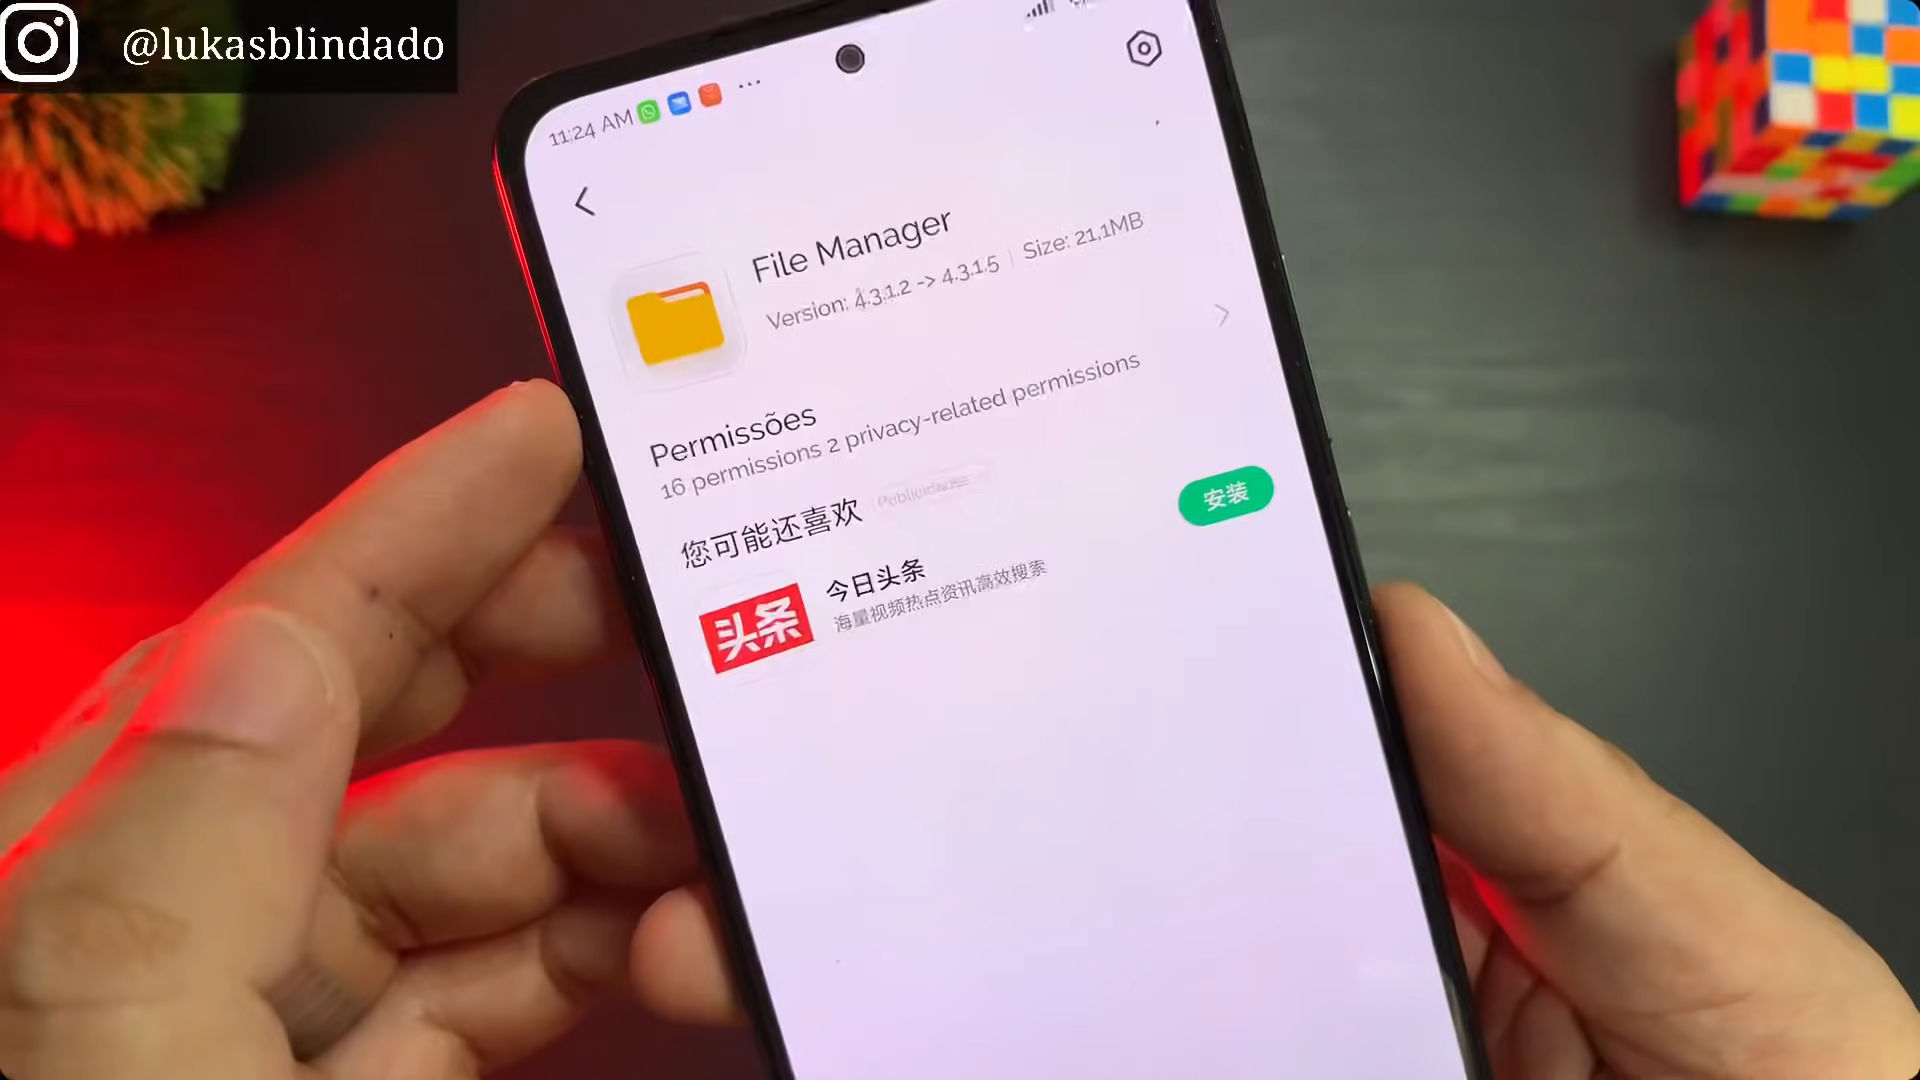 @lukasblindado
11:24 AM
File Manager
Version: 4.3.1.2 -> 4.3.1.5 | Size: 21,1MB
Permissões
16 permissions 2 privacy-related permissions
您可能还喜欢
安装
头条
今日头条
海量视频热点资讯高效搜索